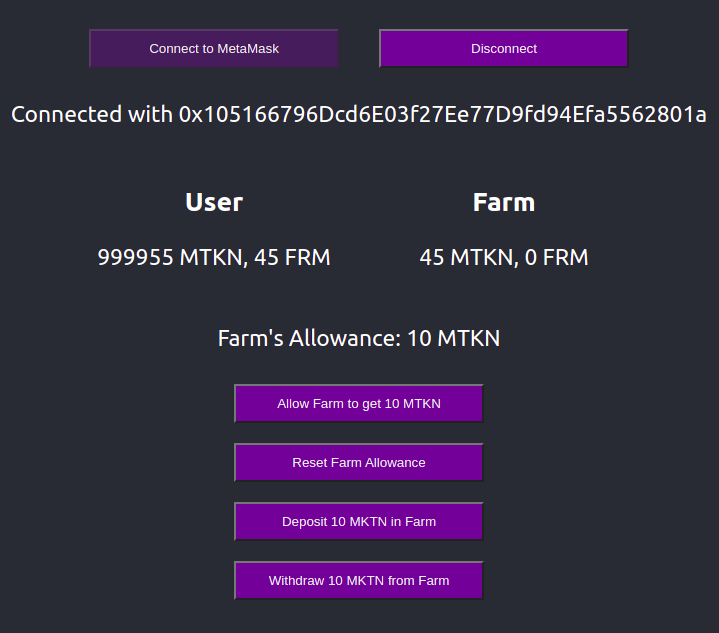 Connect to MetaMask
Disconnect
Connected with 0x105166796Dcd6E03f27Ee77D9fd94Efa5562801a
User
Farm
999955 MTKN, 45 FRM
45 MTKN, 0 FRM
Farm's Allowance: 10 MTKN
Allow Farm to get 10 MTKN
Reset Farm Allowance
Deposit 10 MKTN in Farm
Withdraw 10 MKTN from Farm